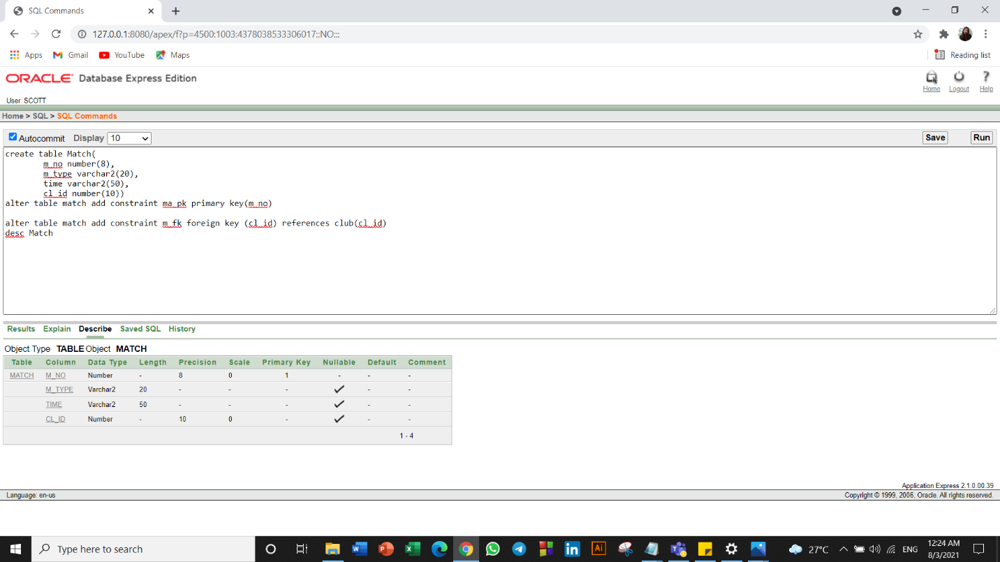 SQL Commands
127.0.0.1:8080/apex/f?p=4500:1003:4378038533306017::NO:::
Apps Gmail YouTube Maps Reading list
ORACLE Database Express Edition
Home Logout Help
User: SCOTT
Home > SQL > SQL Commands
Autocommit Display 10 Save Run
create table Match(
m_no number(8),
m_type varchar2(20),
time varchar2(50),
cl_id number(10))
alter table match add constraint ma_pk primary key(m_no)
alter table match add constraint m_fk foreign key (cl_id) references club(cl_id)
desc Match
Results Explain Describe Saved SQL History
Object Type TABLE Object MATCH
Table Column Data Type Length Precision Scale Primary Key Nullable Default Comment
MATCH M_NO Number - 8 0 1 - - -
M_TYPE Varchar2 20 - - - ✓ - -
TIME Varchar2 50 - - - ✓ - -
CL_ID Number - 10 0 - ✓ - -
1 - 4
Application Express 2.1.0.00.39
Language: en-us Copyright © 1999, 2006, Oracle. All rights reserved.
Type here to search 27°C ENG 12:24 AM
8/3/2021